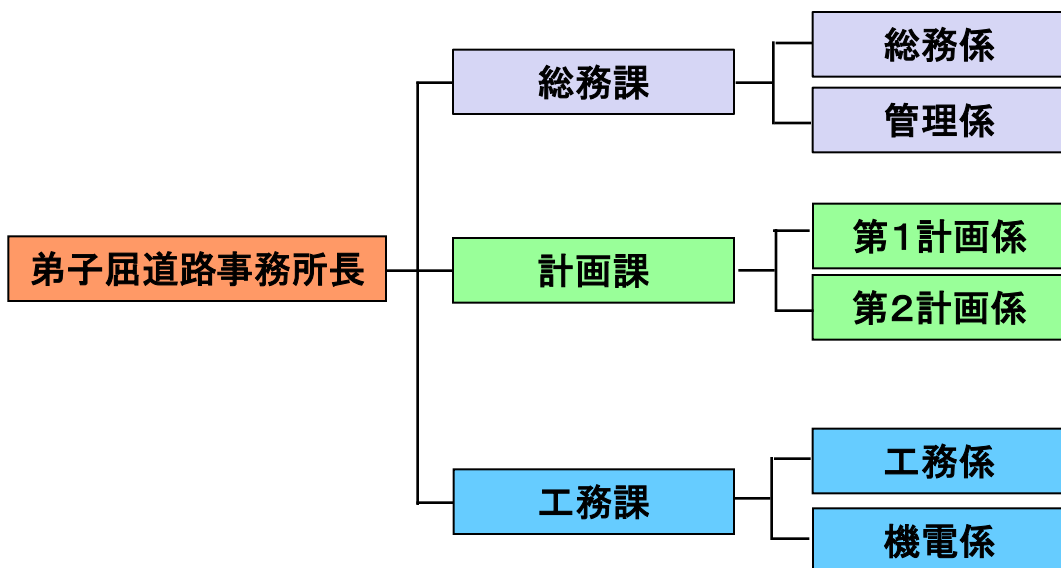 弟子屈道路事務所長
総務課
総務係
管理係
計画課
第1計画係
第2計画係
工務課
工務係
機電係